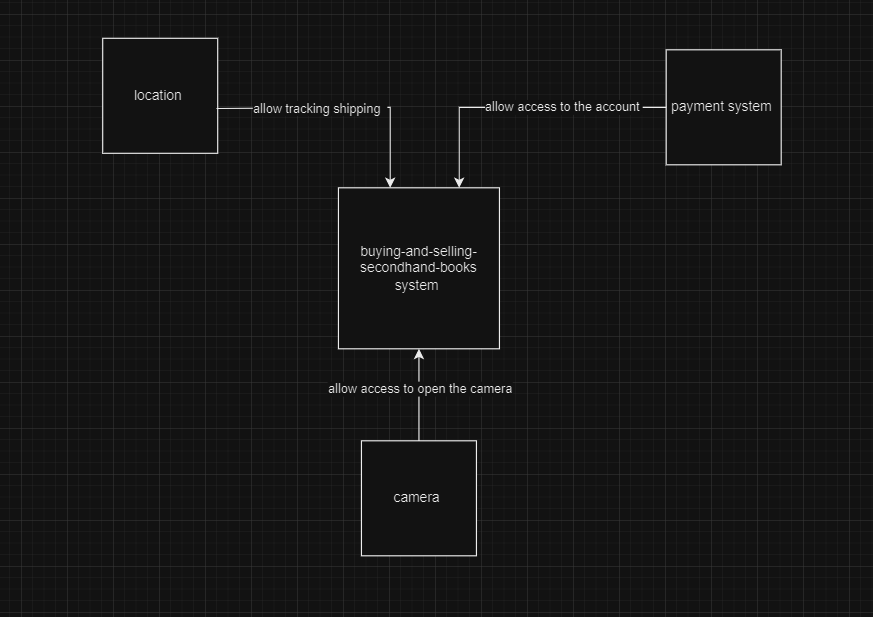 location
allow tracking shipping
allow access to the account
payment system
buying-and-selling-
secondhand-books
system
allow access to open the camera
camera